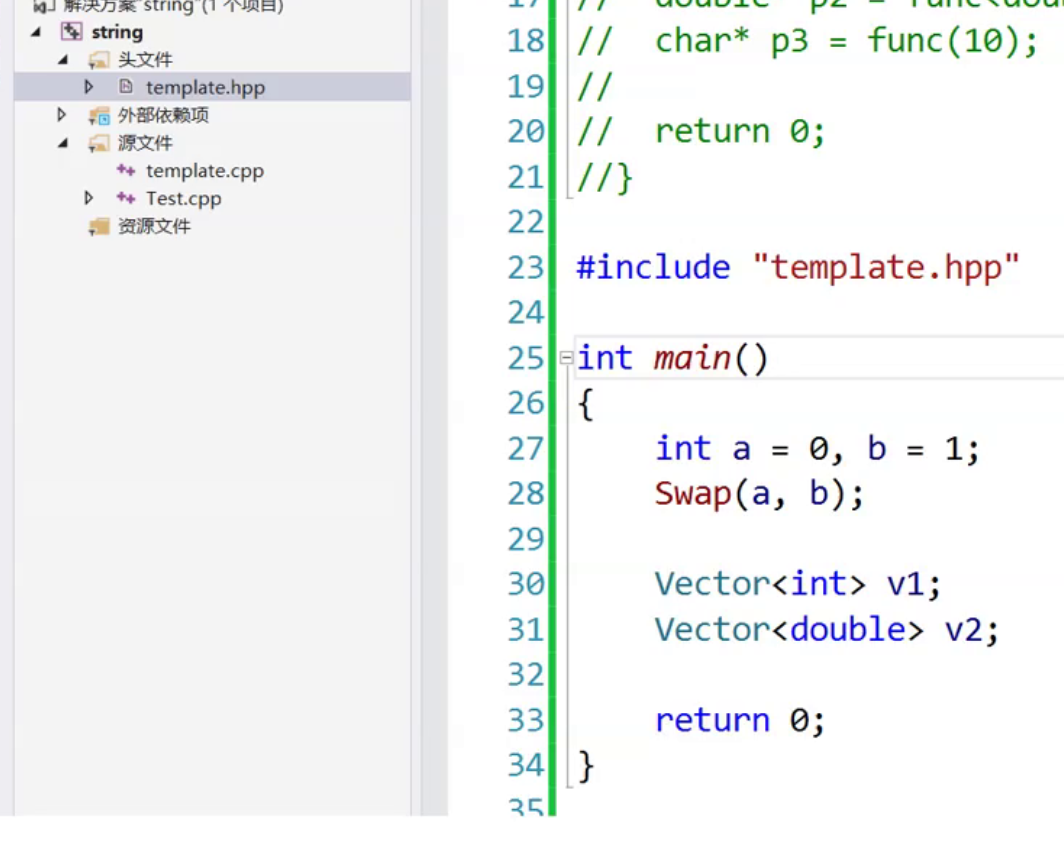 解决方案"string"(1 个项目)
string
头文件
template.hpp
外部依赖项
源文件
template.cpp
Test.cpp
资源文件
17 // double* p2 = func<dou
18 // char* p3 = func(10);
19 //
20 // return 0;
21 //}
22
23 #include "template.hpp"
24
25 int main()
26 {
27 int a = 0, b = 1;
28 Swap(a, b);
29
30 Vector<int> v1;
31 Vector<double> v2;
32
33 return 0;
34 }
35